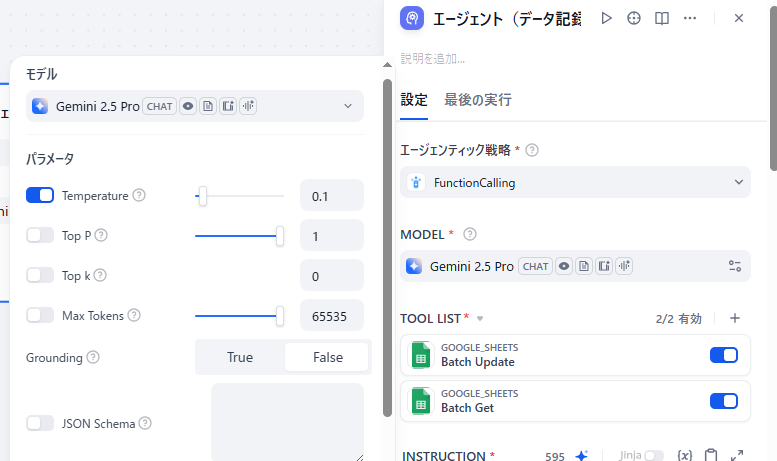 モデル
Gemini 2.5 Pro CHAT
パラメータ
Temperature 0.1
Top P 1
Top k 0
Max Tokens 65535
Grounding True False
JSON Schema
エージェント（データ記録
説明を追加...
設定 最後の実行
エージェンティック戦略 *
FunctionCalling
MODEL *
Gemini 2.5 Pro CHAT
TOOL LIST * 2/2 有効
GOOGLE_SHEETS
Batch Update
GOOGLE_SHEETS
Batch Get
INSTRUCTION * 595 Jinja {x}